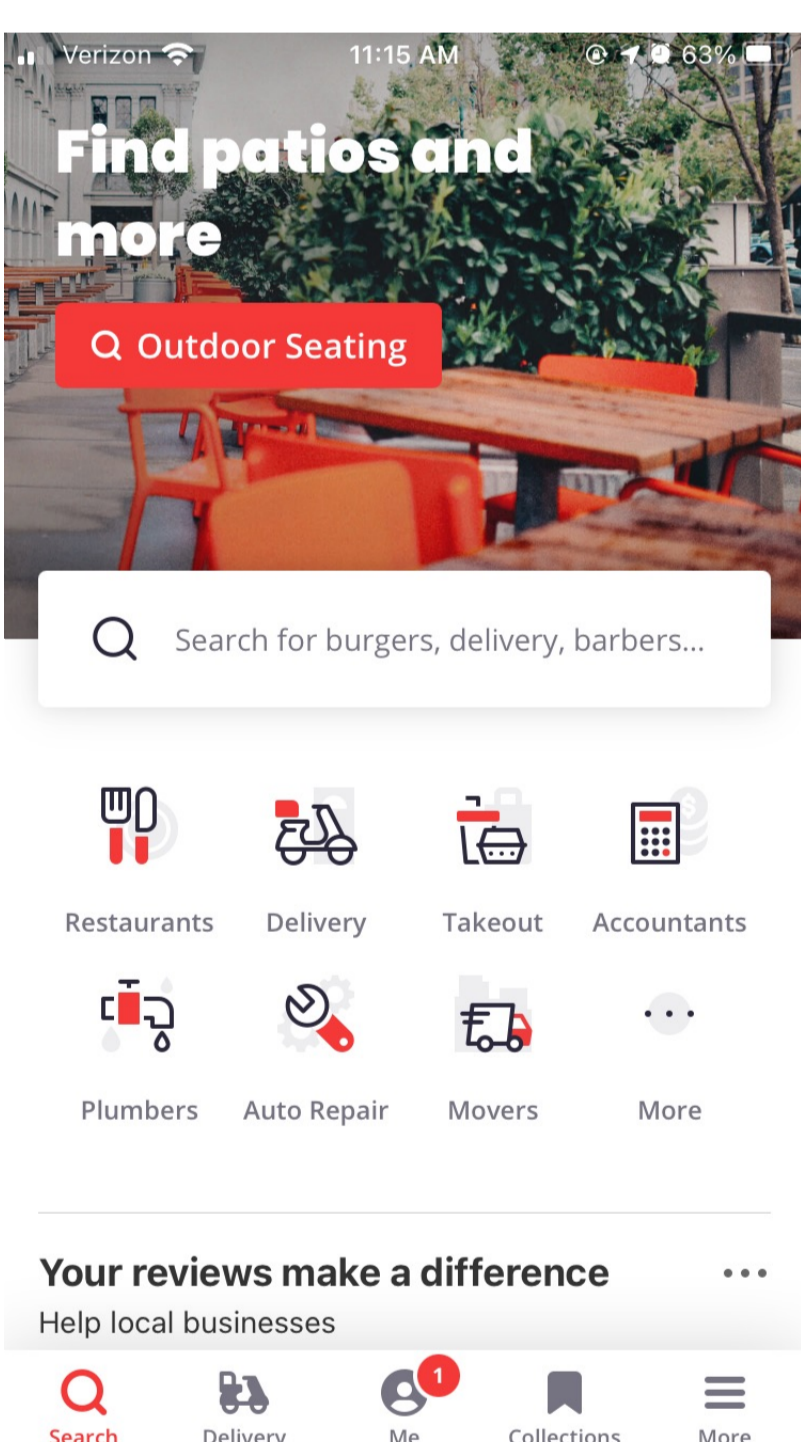 Verizon 11:15 AM 63%
Find patios and
more
Outdoor Seating
Search for burgers, delivery, barbers...
Restaurants Delivery Takeout Accountants
Plumbers Auto Repair Movers More
Your reviews make a difference
Help local businesses
1
Search Delivery Me Collections More